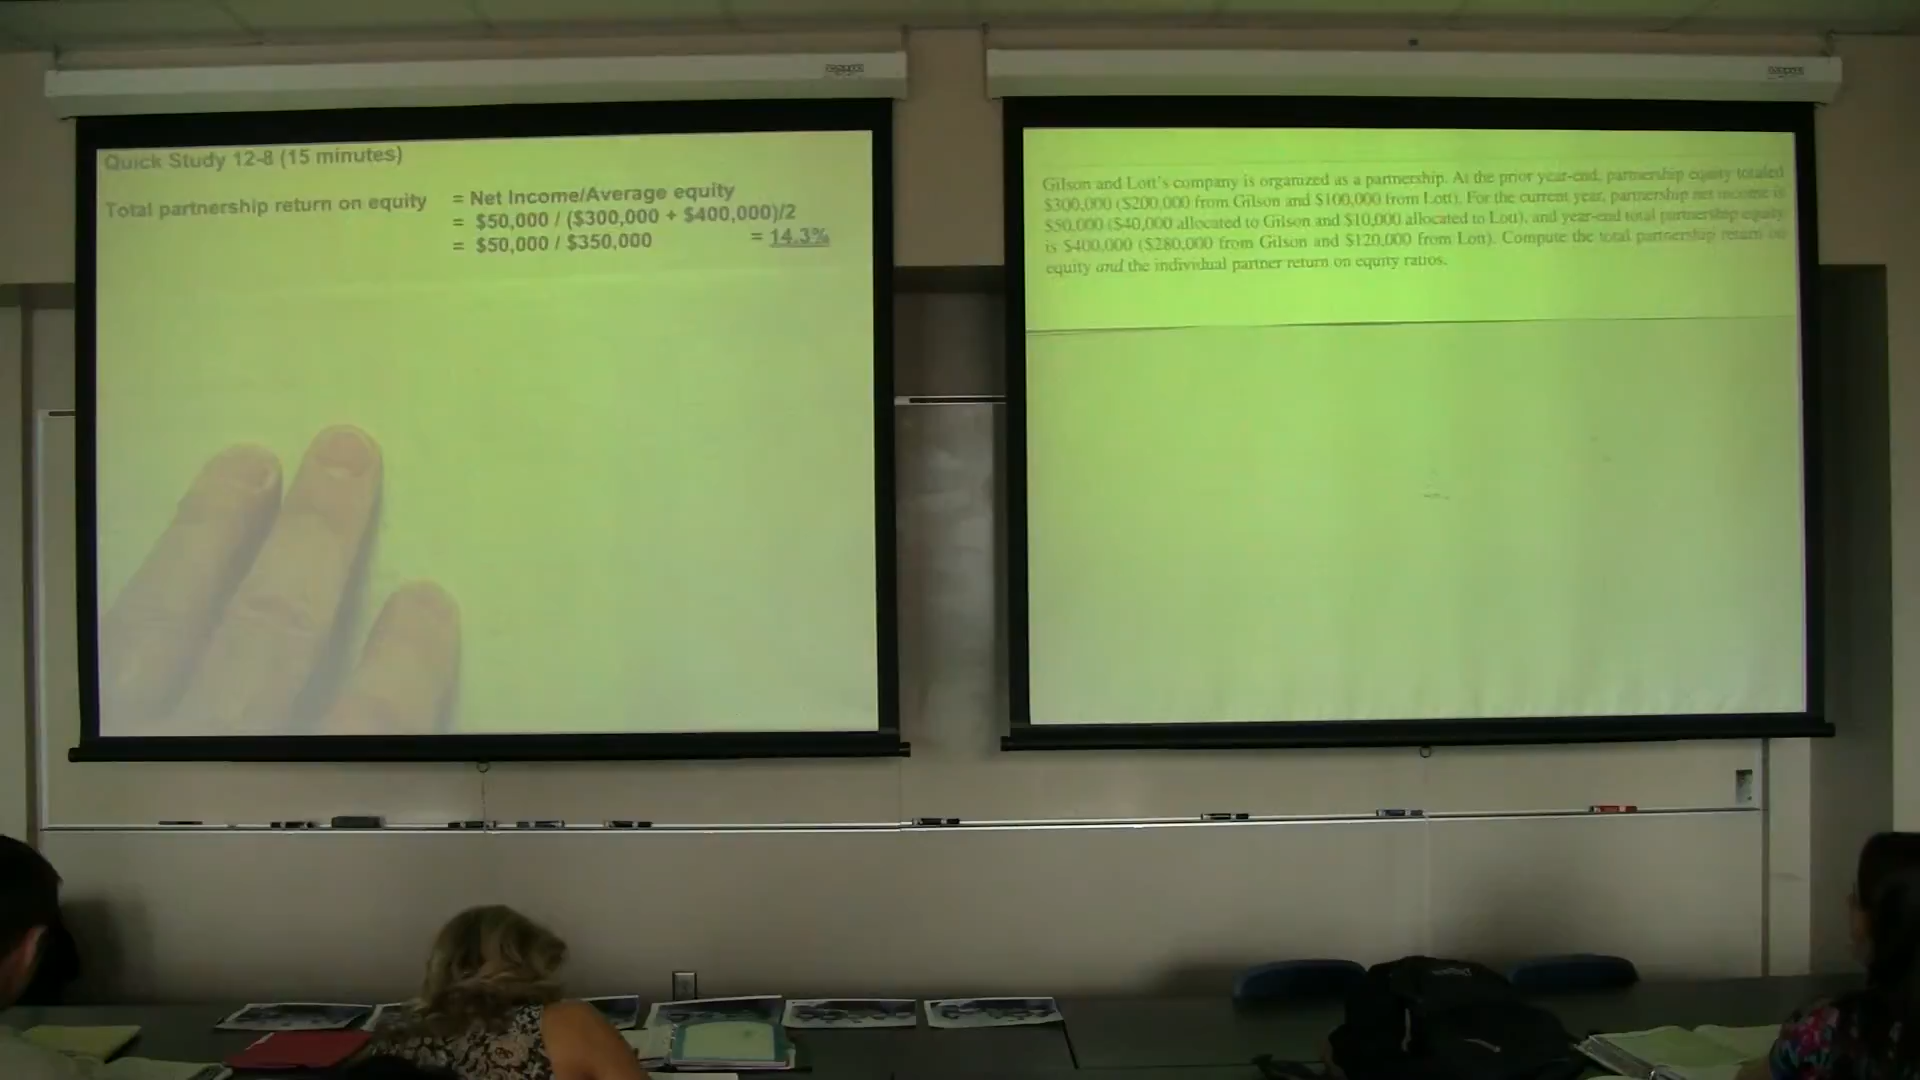 Quick Study 12-8 (15 minutes)
Total partnership return on equity = Net Income/Average equity
= $50,000 / ($300,000 + $400,000)/2
= $50,000 / $350,000 = 14.3%
Gilson and Lott's company is organized as a partnership. At the prior year-end, partnership equity totaled
$300,000 ($200,000 from Gilson and $100,000 from Lott). For the current year, partnership net income is
$50,000 ($40,000 allocated to Gilson and $10,000 allocated to Lott), and year-end total partnership equity
is $400,000 ($280,000 from Gilson and $120,000 from Lott). Compute the total partnership return on
equity and the individual partner return on equity ratios.